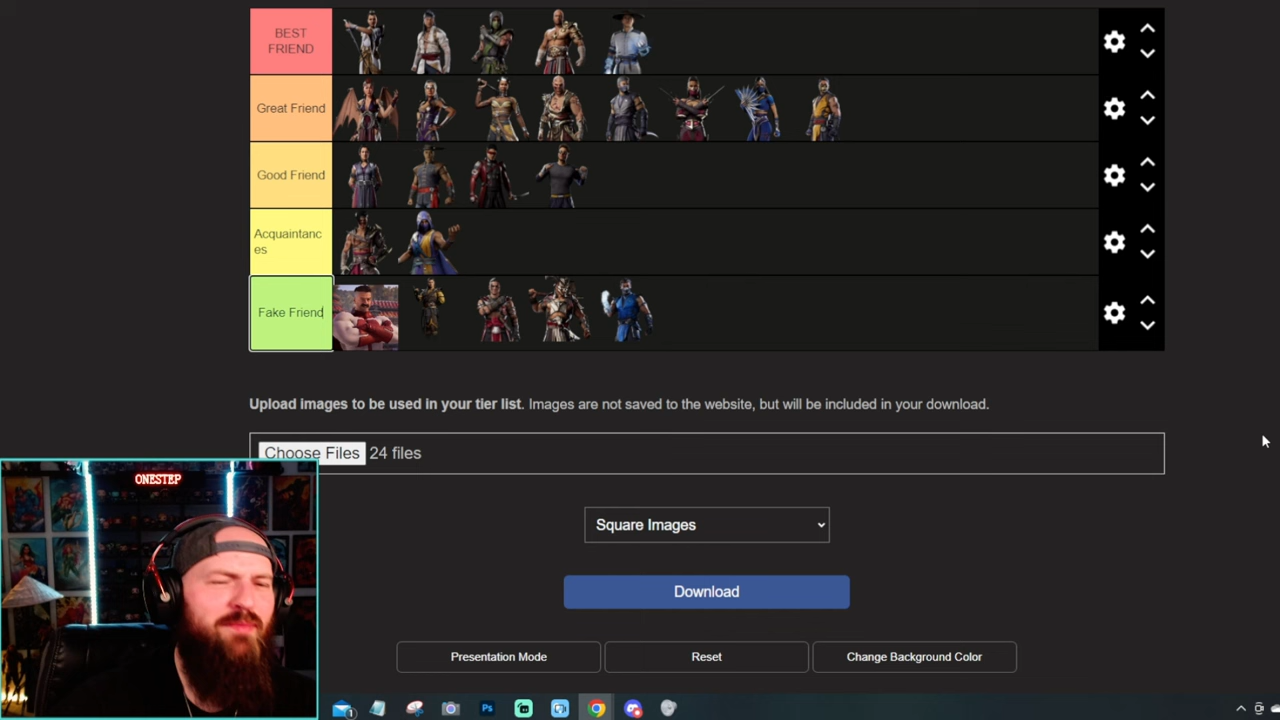 BEST
FRIEND
Great Friend
Good Friend
Acquaintanc
es
Fake Friend
Upload images to be used in your tier list. Images are not saved to the website, but will be included in your download.
Choose Files 24 files
ONESTEP
Square Images
Download
Presentation Mode
Reset
Change Background Color
Ps
1